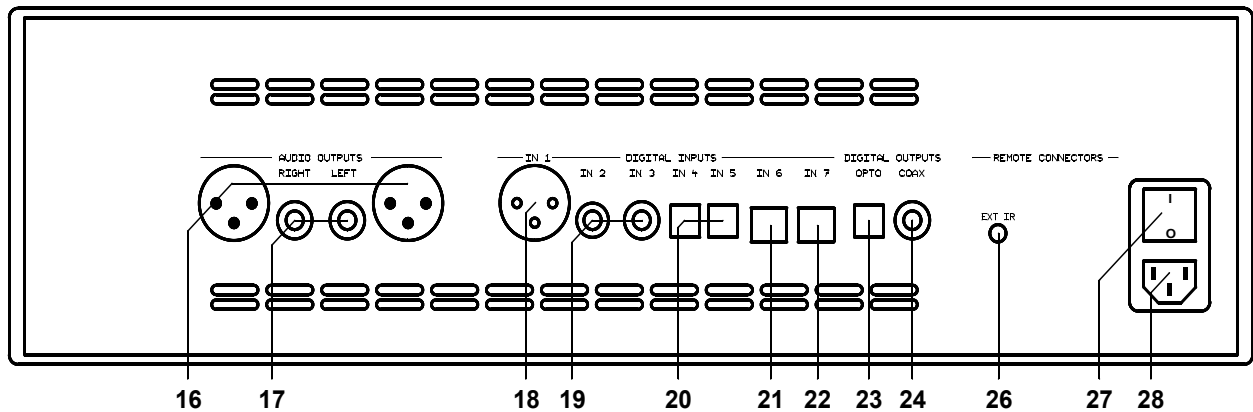 AUDIO OUTPUTS
IN 1
DIGITAL INPUTS
DIGITAL OUTPUTS
REMOTE CONNECTORS
RIGHT LEFT
IN 2 IN 3 IN 4 IN 5 IN 6 IN 7
OPTO COAX
I
EXT IR
O
16 17 18 19 20 21 22 23 24 26 27 28